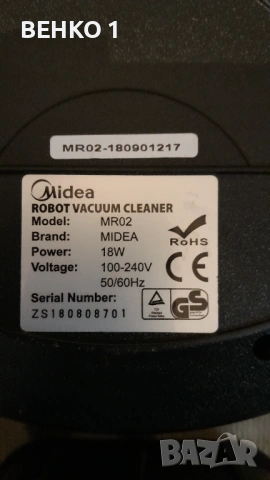 BEHKO 1
MR02-180901217
Midea
ROBOT VACUUM CLEANER
Model: MR02
Brand: MIDEA
Power: 18W
Voltage: 100-240V
50/60Hz
Serial Number:
ZS180808701
RoHS
CE
GS
BAZAR